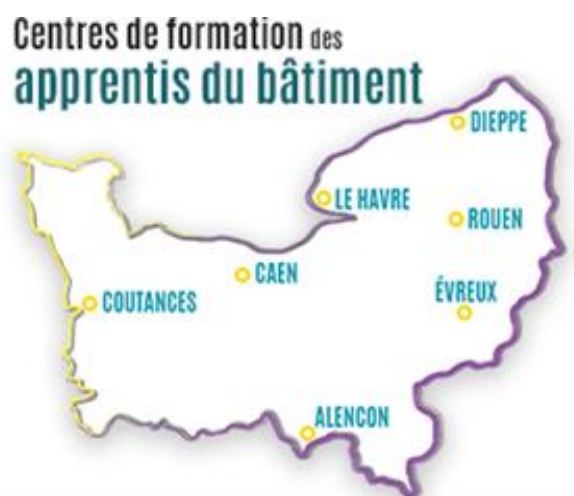 Centres de formation des
apprentis du bâtiment
DIEPPE
LE HAVRE
ROUEN
CAEN
ÉVREUX
COUTANCES
ALENCON